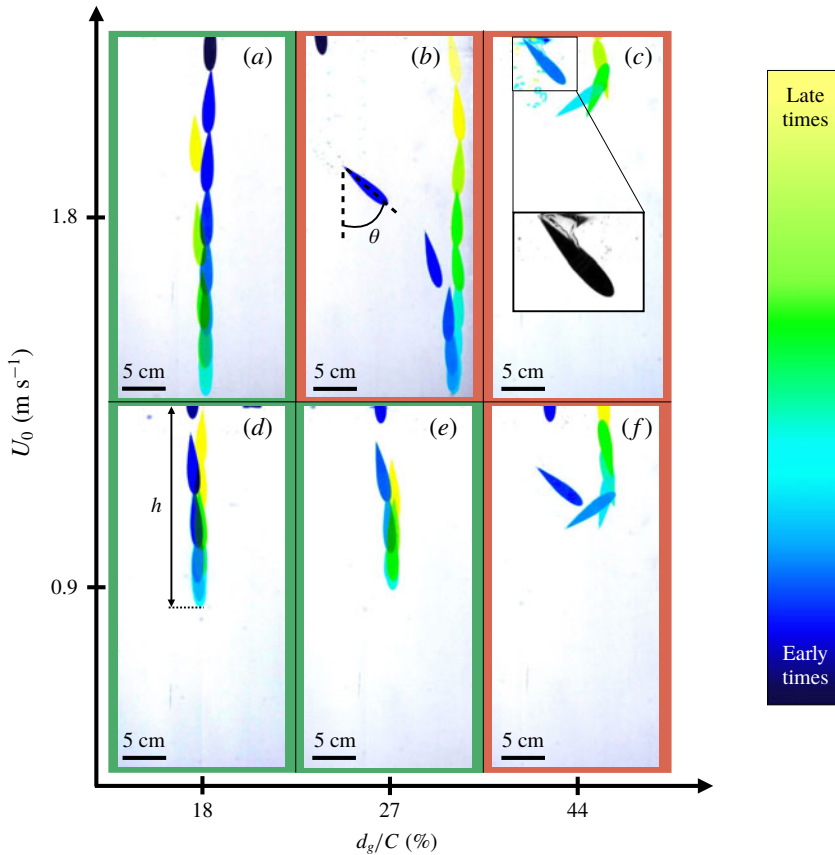 (a)
(b)
(c)
Late
times
θ
1.8
5 cm
5 cm
5 cm
U₀ (m s⁻¹)
(d)
(e)
(f)
h
0.9
Early
times
5 cm
5 cm
5 cm
18
27
44
d_g/C (%)